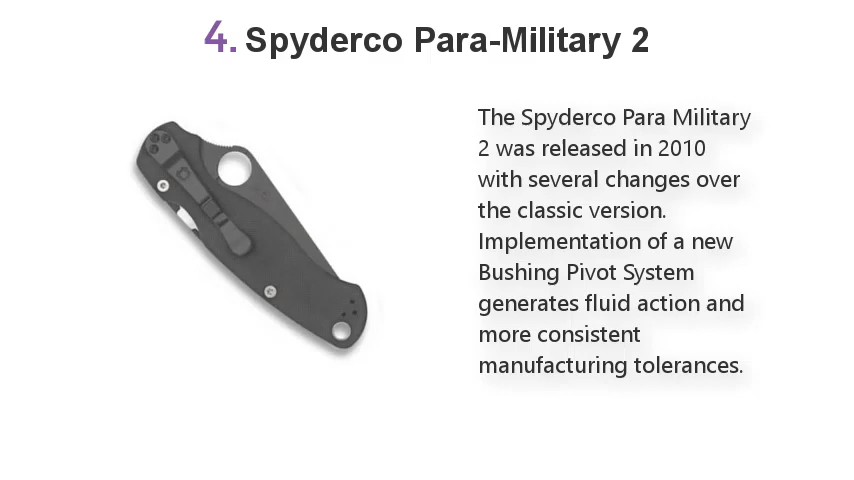 4. Spyderco Para-Military 2
The Spyderco Para Military
2 was released in 2010
with several changes over
the classic version.
Implementation of a new
Bushing Pivot System
generates fluid action and
more consistent
manufacturing tolerances.